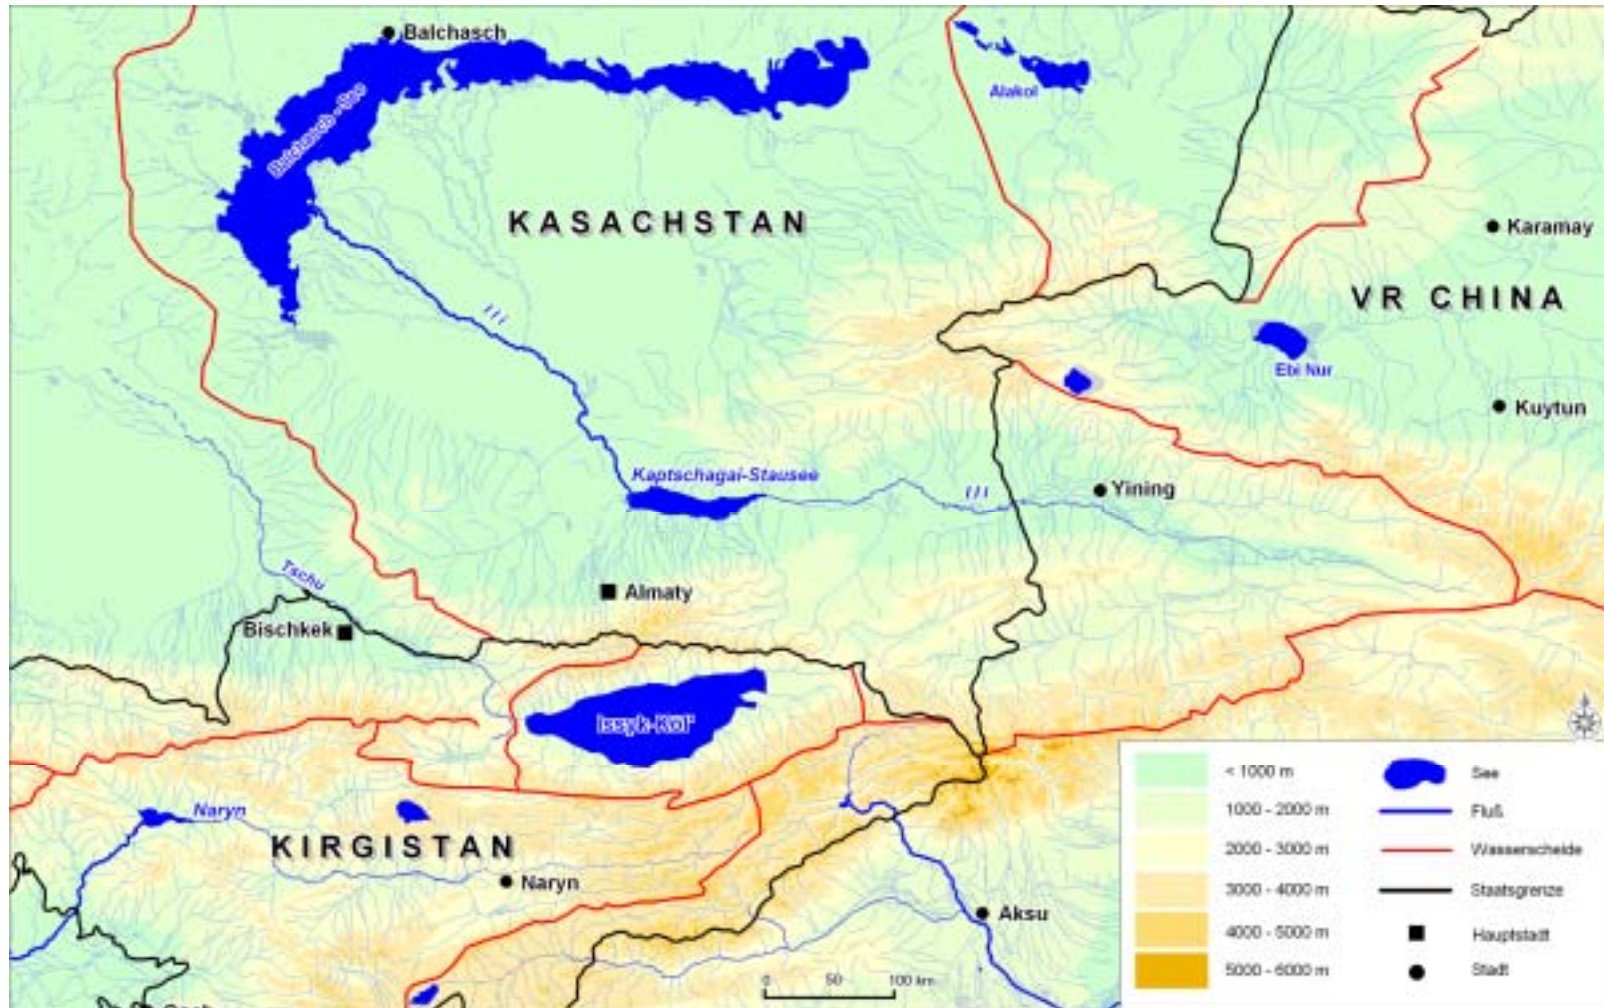 Balchasch
Balchasch-See
Alakol
KASACHSTAN
Karamay
VR CHINA
Ili
Ebi Nur
Kuytun
Kaptschagai-Stausee
Ili
Yining
Tschu
Almaty
Bischkek
Issyk-Köl'
Naryn
KIRGISTAN
Naryn
Aksu
0 50 100 km
< 1000 m
1000 - 2000 m
2000 - 3000 m
3000 - 4000 m
4000 - 5000 m
5000 - 6000 m
See
Fluß
Wasserscheide
Staatsgrenze
Hauptstadt
Stadt